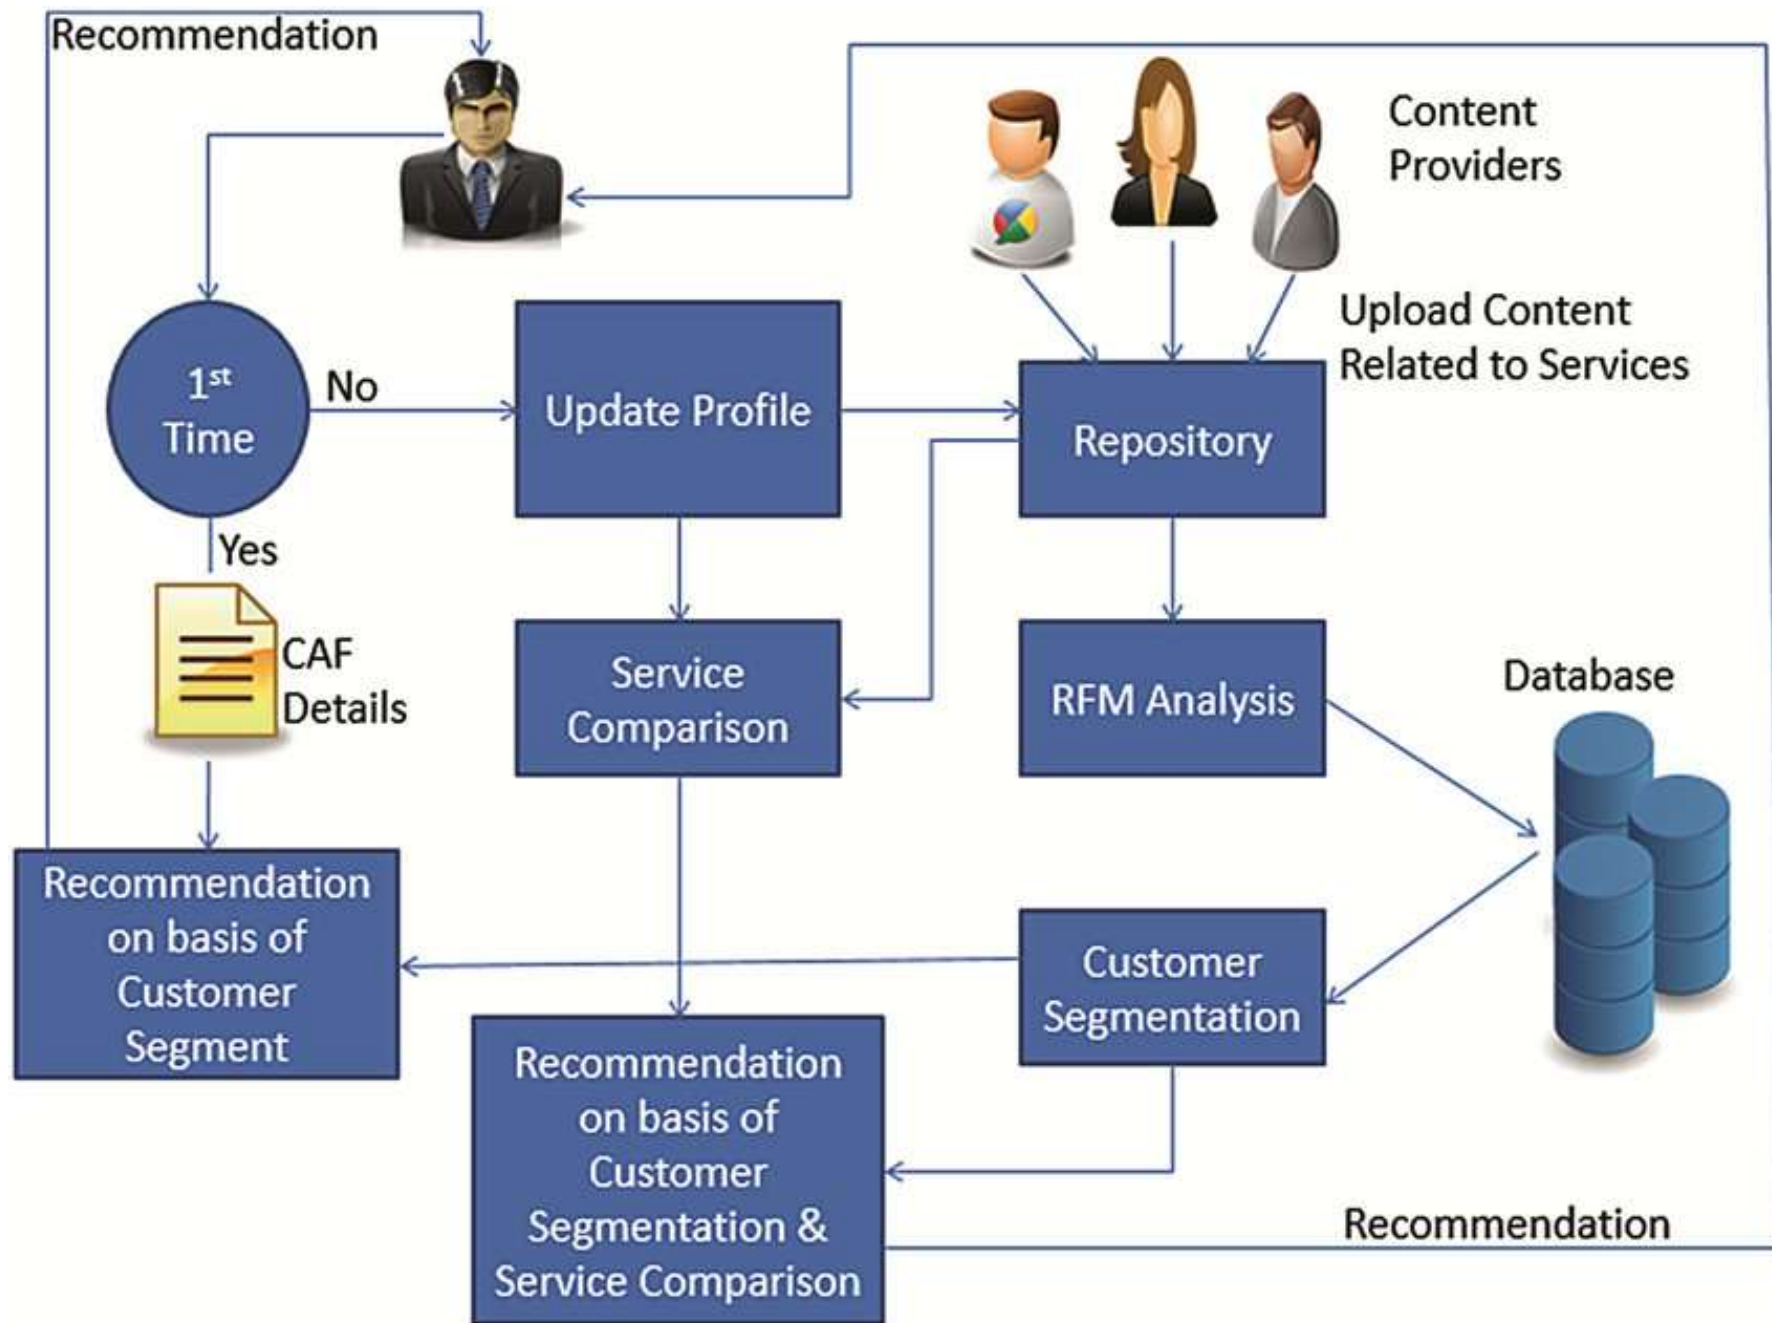 Recommendation
Content
Providers
Upload Content
Related to Services
1st
Time
No
Update Profile
Repository
Yes
CAF
Details
Service
Comparison
RFM Analysis
Database
Recommendation
on basis of
Customer
Segment
Customer
Segmentation
Recommendation
on basis of
Customer
Segmentation &
Service Comparison
Recommendation